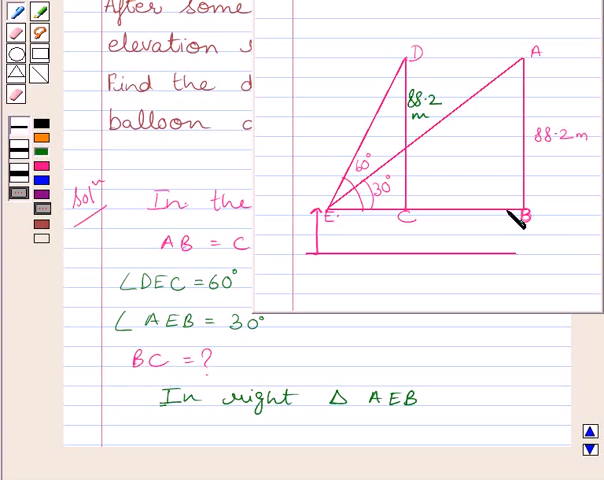 After some
elevation
Find the d
balloon
Solⁿ In the
AB = C
∠DEC = 60°
∠AEB = 30°
BC = ?
In right Δ AEB
D A
88.2
m
88.2 m
60°
30°
E. C B